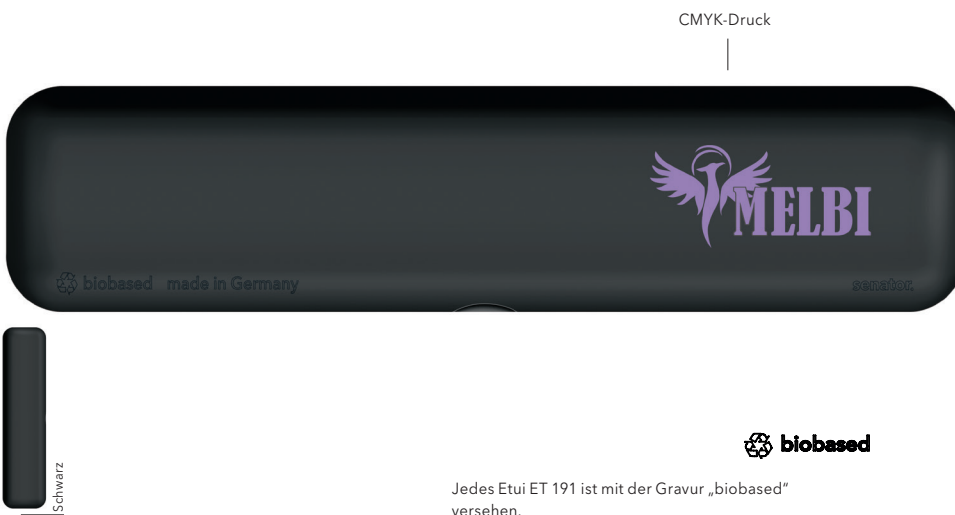 CMYK-Druck
MELBI
biobased made in Germany
senator.
Schwarz
biobased
Jedes Etui ET 191 ist mit der Gravur „biobased“
versehen.